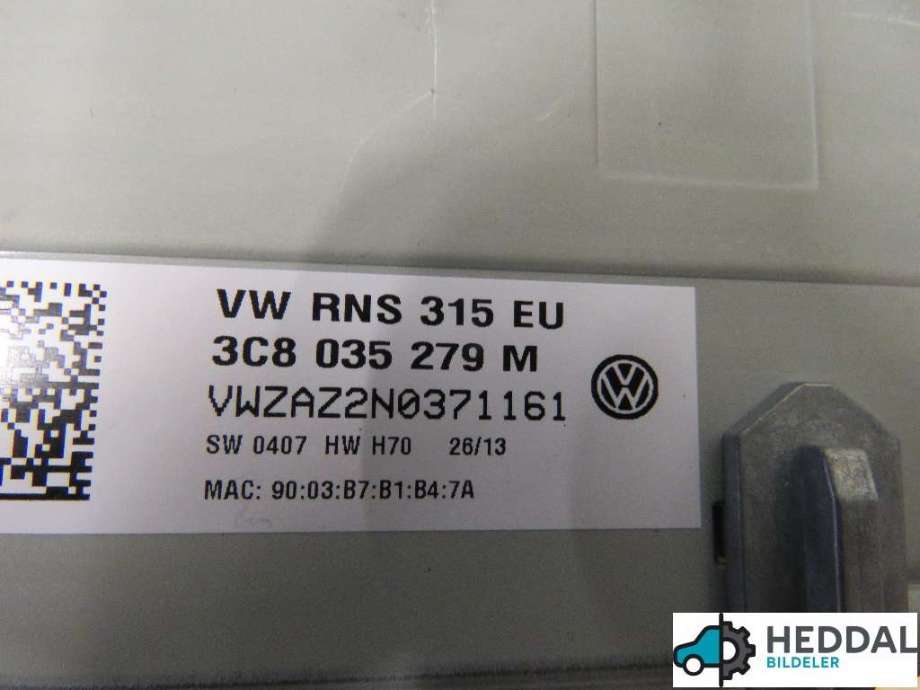 VW RNS 315 EU
3C8 035 279 M
VWZAZ2N0371161
SW 0407 HW H70 26/13
MAC: 90:03:B7:B1:B4:7A
HEDDAL
BILDELER